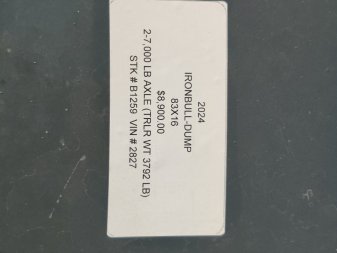 2024
IRONBULL-DUMP
83X16
$8,900.00
2-7,000 LB AXLE (TRLR WT 3792 LB)
STK # B1259 VIN # 2827